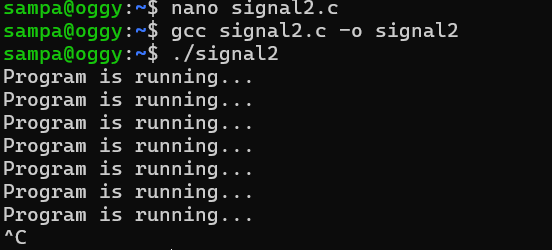 sampa@oggy:~$ nano signal2.c
sampa@oggy:~$ gcc signal2.c -o signal2
sampa@oggy:~$ ./signal2
Program is running...
Program is running...
Program is running...
Program is running...
Program is running...
Program is running...
Program is running...
^C